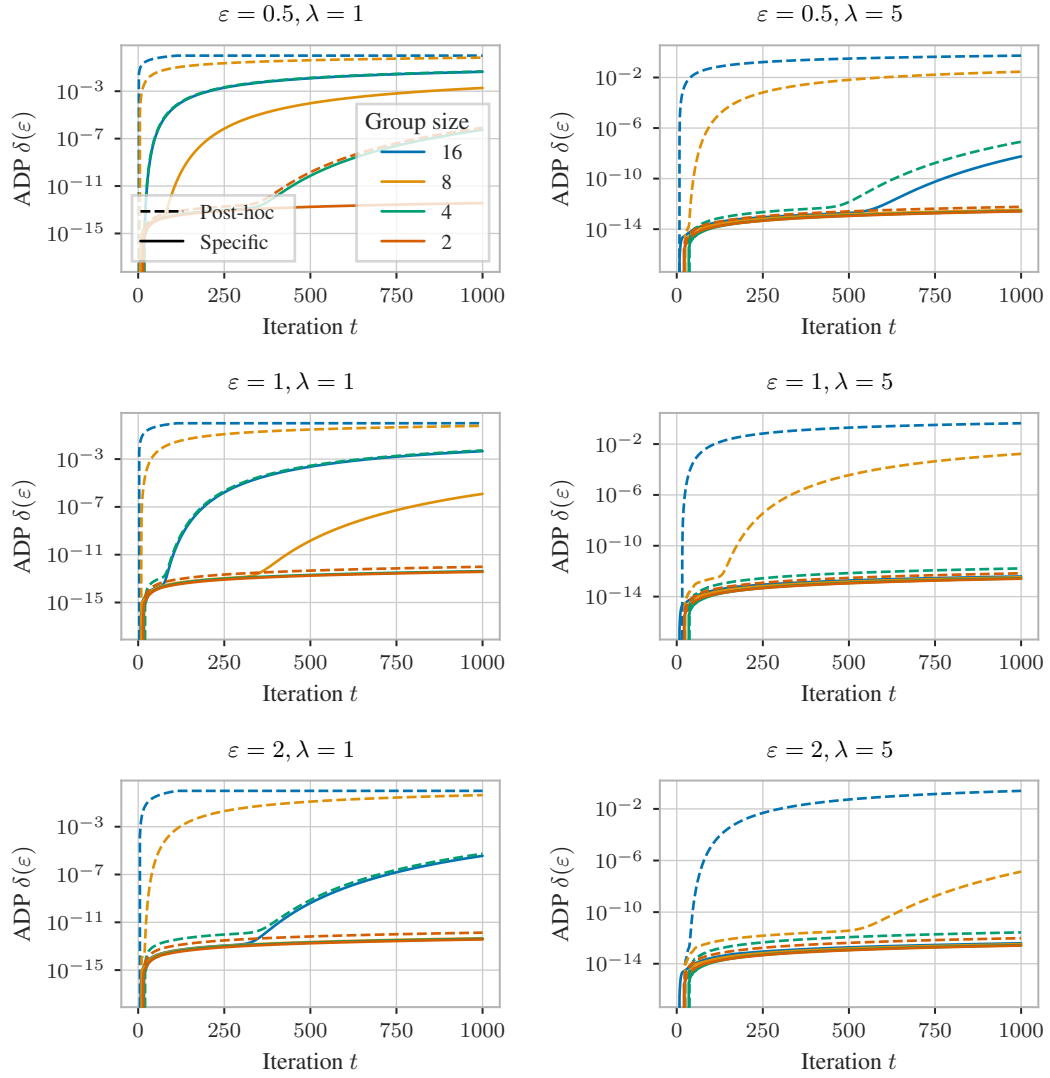 ε = 0.5, λ = 1
ADP δ(ε)
10⁻³
10⁻⁷
10⁻¹¹
10⁻¹⁵
Group size
16
8
4
2
Post-hoc
Specific
0 250 500 750 1000
Iteration t
ε = 0.5, λ = 5
ADP δ(ε)
10⁻²
10⁻⁶
10⁻¹⁰
10⁻¹⁴
0 250 500 750 1000
Iteration t
ε = 1, λ = 1
ADP δ(ε)
10⁻³
10⁻⁷
10⁻¹¹
10⁻¹⁵
0 250 500 750 1000
Iteration t
ε = 1, λ = 5
ADP δ(ε)
10⁻²
10⁻⁶
10⁻¹⁰
10⁻¹⁴
0 250 500 750 1000
Iteration t
ε = 2, λ = 1
ADP δ(ε)
10⁻³
10⁻⁷
10⁻¹¹
10⁻¹⁵
0 250 500 750 1000
Iteration t
ε = 2, λ = 5
ADP δ(ε)
10⁻²
10⁻⁶
10⁻¹⁰
10⁻¹⁴
0 250 500 750 1000
Iteration t